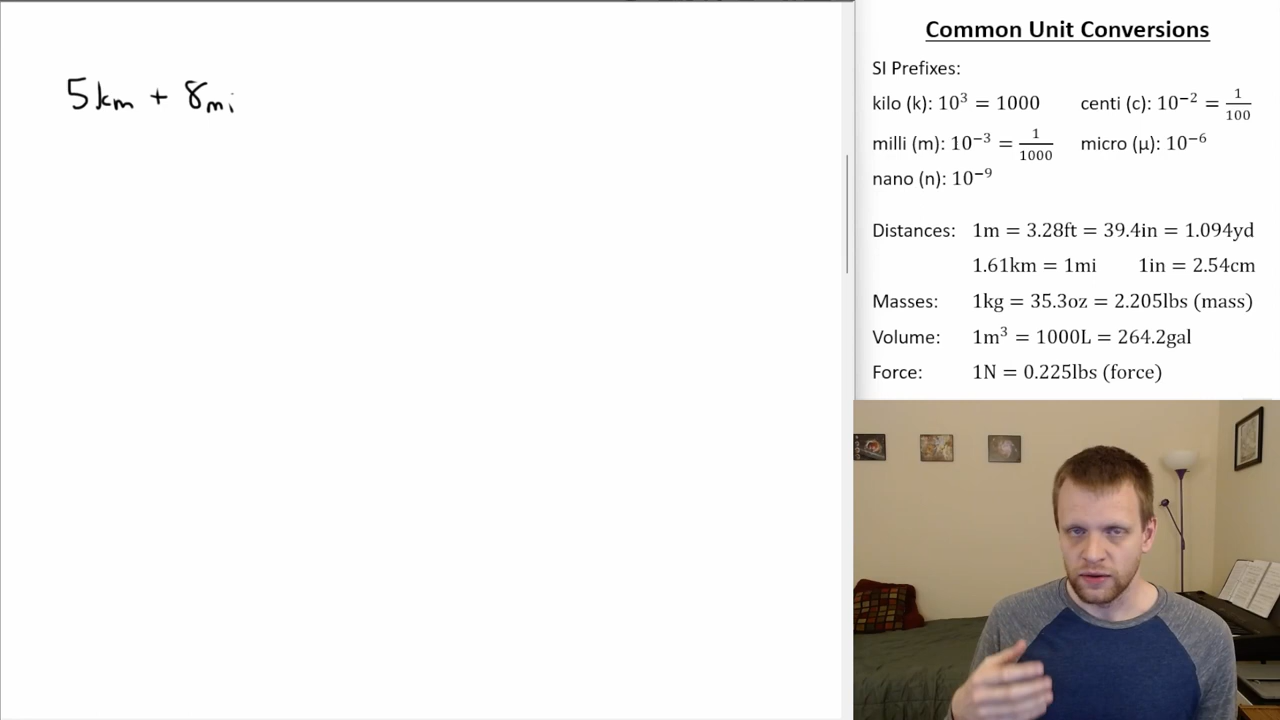 5km + 8mi
Common Unit Conversions
SI Prefixes:
kilo (k): 10³ = 1000 centi (c): 10⁻² = 1/100
milli (m): 10⁻³ = 1/1000 micro (μ): 10⁻⁶
nano (n): 10⁻⁹
Distances: 1m = 3.28ft = 39.4in = 1.094yd
1.61km = 1mi 1in = 2.54cm
Masses: 1kg = 35.3oz = 2.205lbs (mass)
Volume: 1m³ = 1000L = 264.2gal
Force: 1N = 0.225lbs (force)